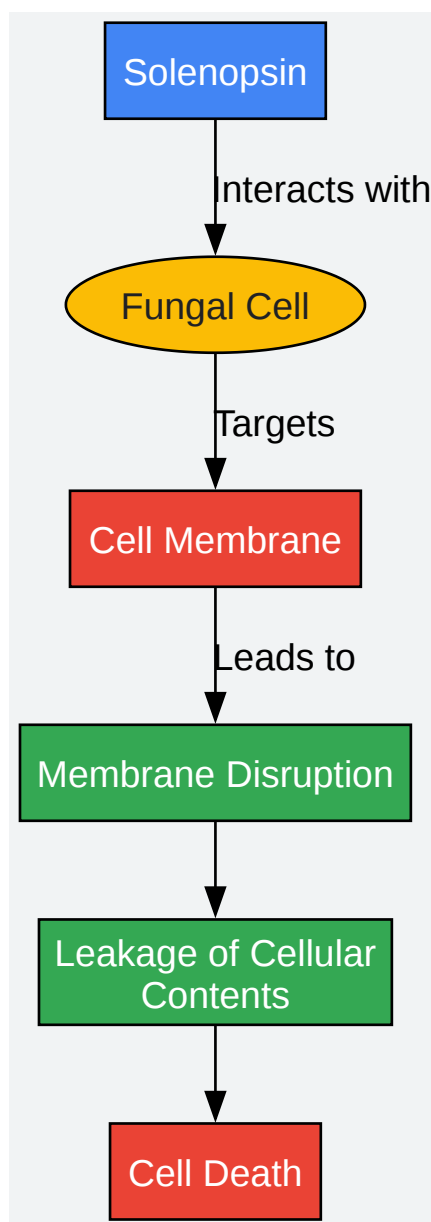 Solenopsin
Interacts with
Fungal Cell
Targets
Cell Membrane
Leads to
Membrane Disruption
Leakage of Cellular
Contents
Cell Death